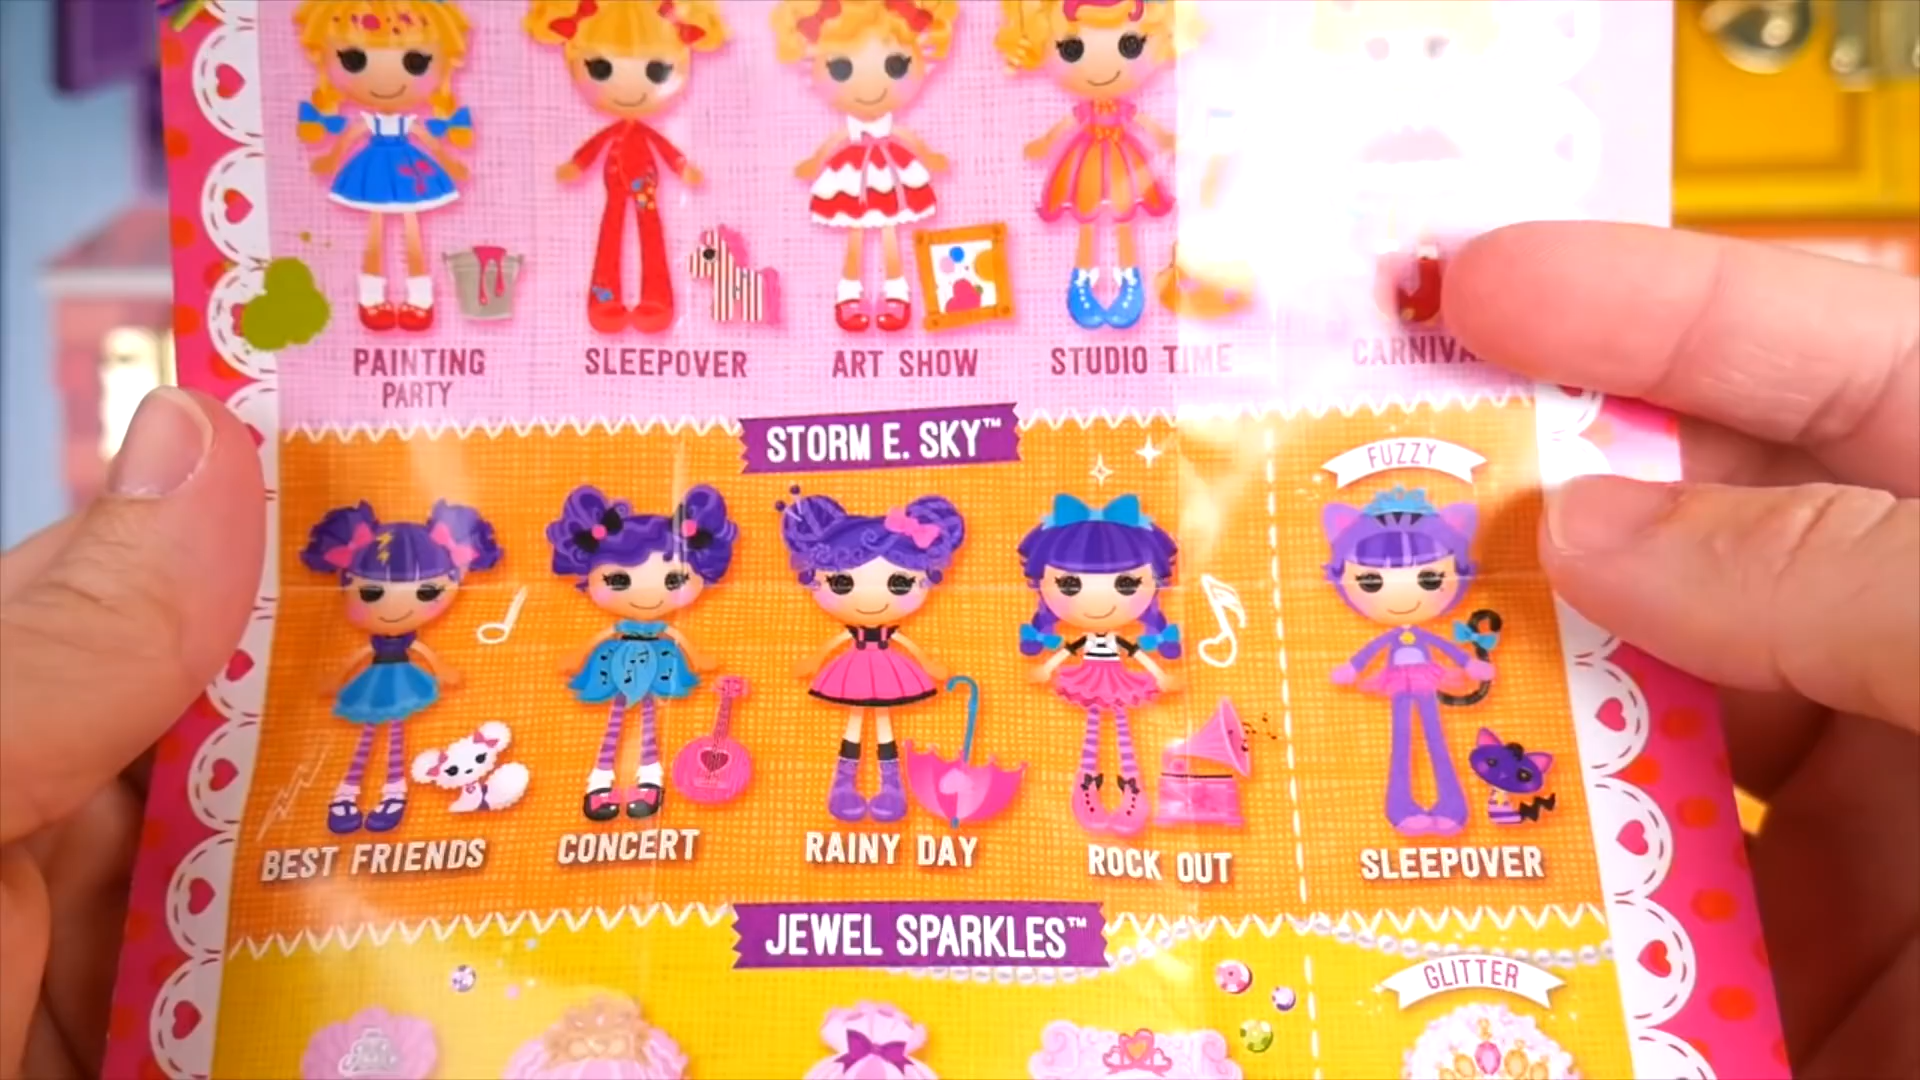 PAINTING
PARTY
SLEEPOVER
ART SHOW
STUDIO TIME
CARNIVA
STORM E. SKY™
FUZZY
BEST FRIENDS
CONCERT
RAINY DAY
ROCK OUT
SLEEPOVER
JEWEL SPARKLES™
GLITTER